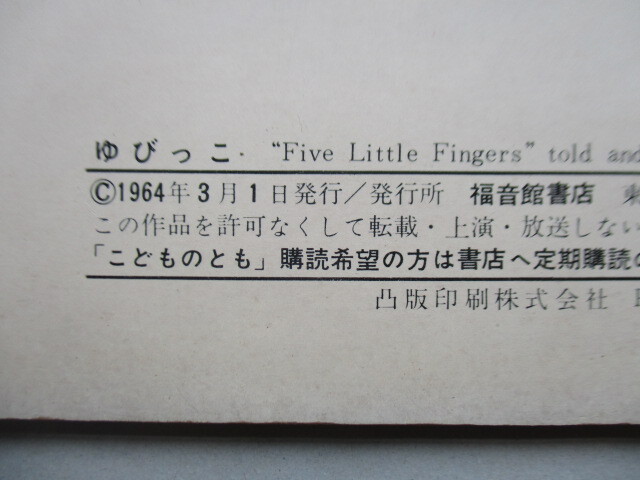 ゆびっこ・ “Five Little Fingers” told and
©1964年3月1日発行／発行所 福音館書店
この作品を許可なくして転載・上演・放送しない
「こどものとも」購読希望の方は書店へ定期購読の
凸版印刷株式会社